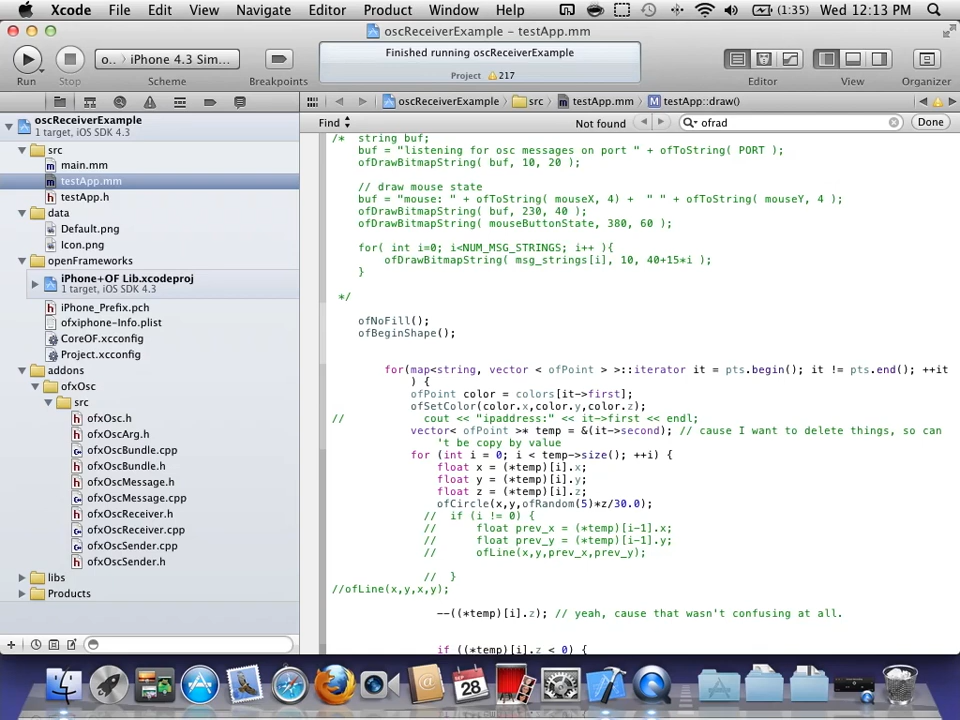 Xcode File Edit View Navigate Editor Product Window Help (1:35) Wed 12:13 PM
oscReceiverExample – testApp.mm
o.. iPhone 4.3 Sim... Finished running oscReceiverExample
Project 217
Run Stop Scheme Breakpoints Editor View Organizer
oscReceiverExample src testApp.mm M testApp::draw()
oscReceiverExample
1 target, iOS SDK 4.3
src
main.mm
testApp.mm
h testApp.h
data
Default.png
Icon.png
openFrameworks
iPhone+OF Lib.xcodeproj
1 target, iOS SDK 4.3
h iPhone_Prefix.pch
ofxiphone-Info.plist
CoreOF.xcconfig
Project.xcconfig
addons
ofxOsc
src
h ofxOsc.h
h ofxOscArg.h
ofxOscBundle.cpp
h ofxOscBundle.h
h ofxOscMessage.h
ofxOscMessage.cpp
h ofxOscReceiver.h
ofxOscReceiver.cpp
ofxOscSender.cpp
h ofxOscSender.h
libs
Products
Find Not found ofrad Done
/* string buf;
buf = "listening for osc messages on port " + ofToString( PORT );
ofDrawBitmapString( buf, 10, 20 );
// draw mouse state
buf = "mouse: " + ofToString( mouseX, 4) + " " + ofToString( mouseY, 4 );
ofDrawBitmapString( buf, 230, 40 );
ofDrawBitmapString( mouseButtonState, 380, 60 );
for( int i=0; i<NUM_MSG_STRINGS; i++ ){
ofDrawBitmapString( msg_strings[i], 10, 40+15*i );
}
*/
ofNoFill();
ofBeginShape();
for(map<string, vector < ofPoint > >::iterator it = pts.begin(); it != pts.end(); ++it
) {
ofPoint color = colors[it->first];
ofSetColor(color.x,color.y,color.z);
// cout << "ipaddress:" << it->first << endl;
vector< ofPoint >* temp = &(it->second); // cause I want to delete things, so can
't be copy by value
for (int i = 0; i < temp->size(); ++i) {
float x = (*temp)[i].x;
float y = (*temp)[i].y;
float z = (*temp)[i].z;
ofCircle(x,y,ofRandom(5)*z/30.0);
// if (i != 0) {
// float prev_x = (*temp)[i-1].x;
// float prev_y = (*temp)[i-1].y;
// ofLine(x,y,prev_x,prev_y);
// }
//ofLine(x,y,x,y);
--((*temp)[i].z); // yeah, cause that wasn't confusing at all.
if ((*temp)[i].z < 0) {
SEP
28